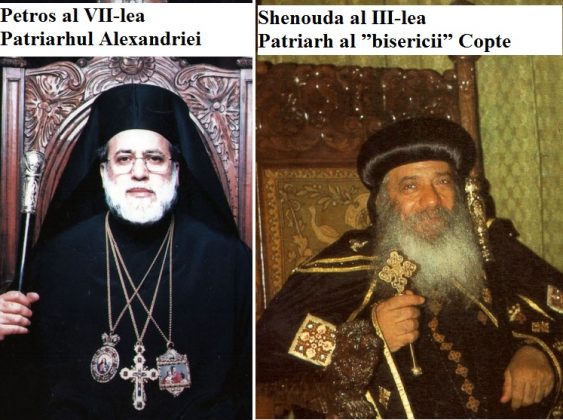 Petros al VII-lea
Patriarhul Alexandriei
Shenouda al III-lea
Patriarh al ”bisericii” Copte